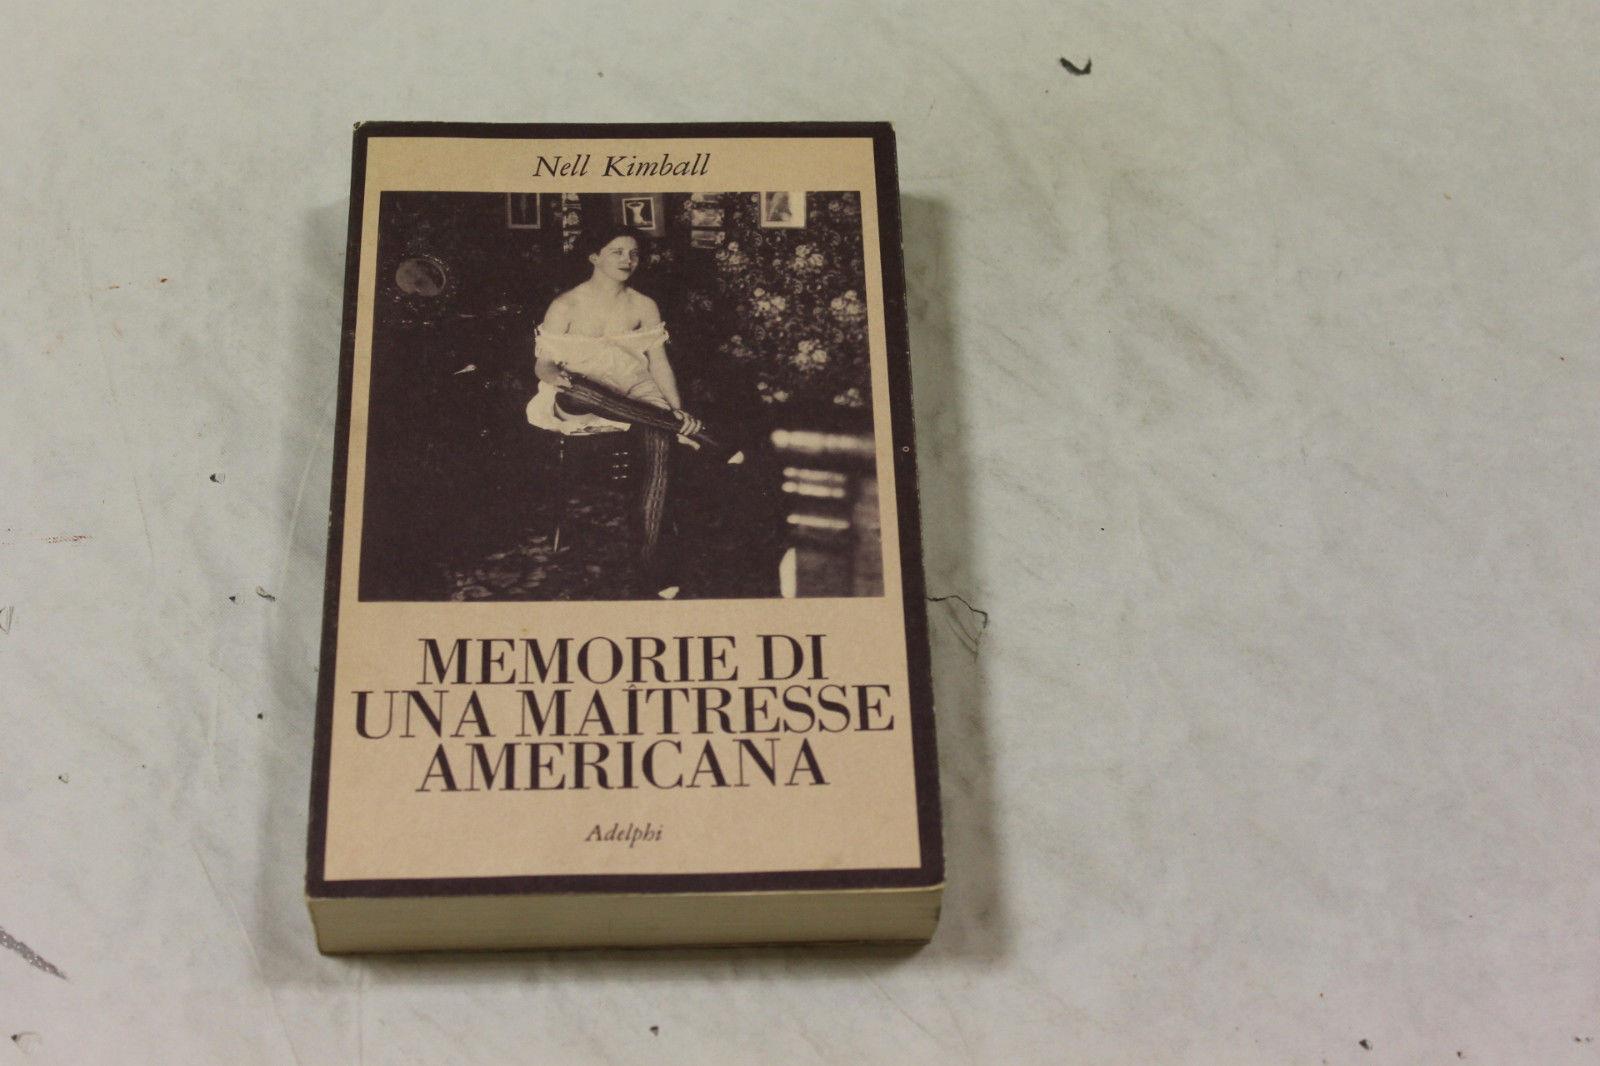 Nell Kimball
MEMORIE DI
UNA MAÎTRESSE
AMERICANA
Adelphi